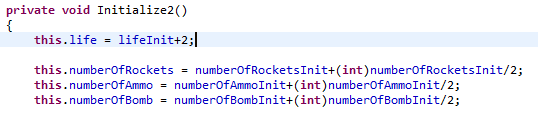 private void Initialize2()
{
this.life = lifeInit+2;
this.numberOfRockets = numberOfRocketsInit+(int)numberOfRocketsInit/2;
this.numberOfAmmo = numberOfAmmoInit+(int)numberOfAmmoInit/2;
this.numberOfBomb = numberOfBombInit+(int)numberOfBombInit/2;